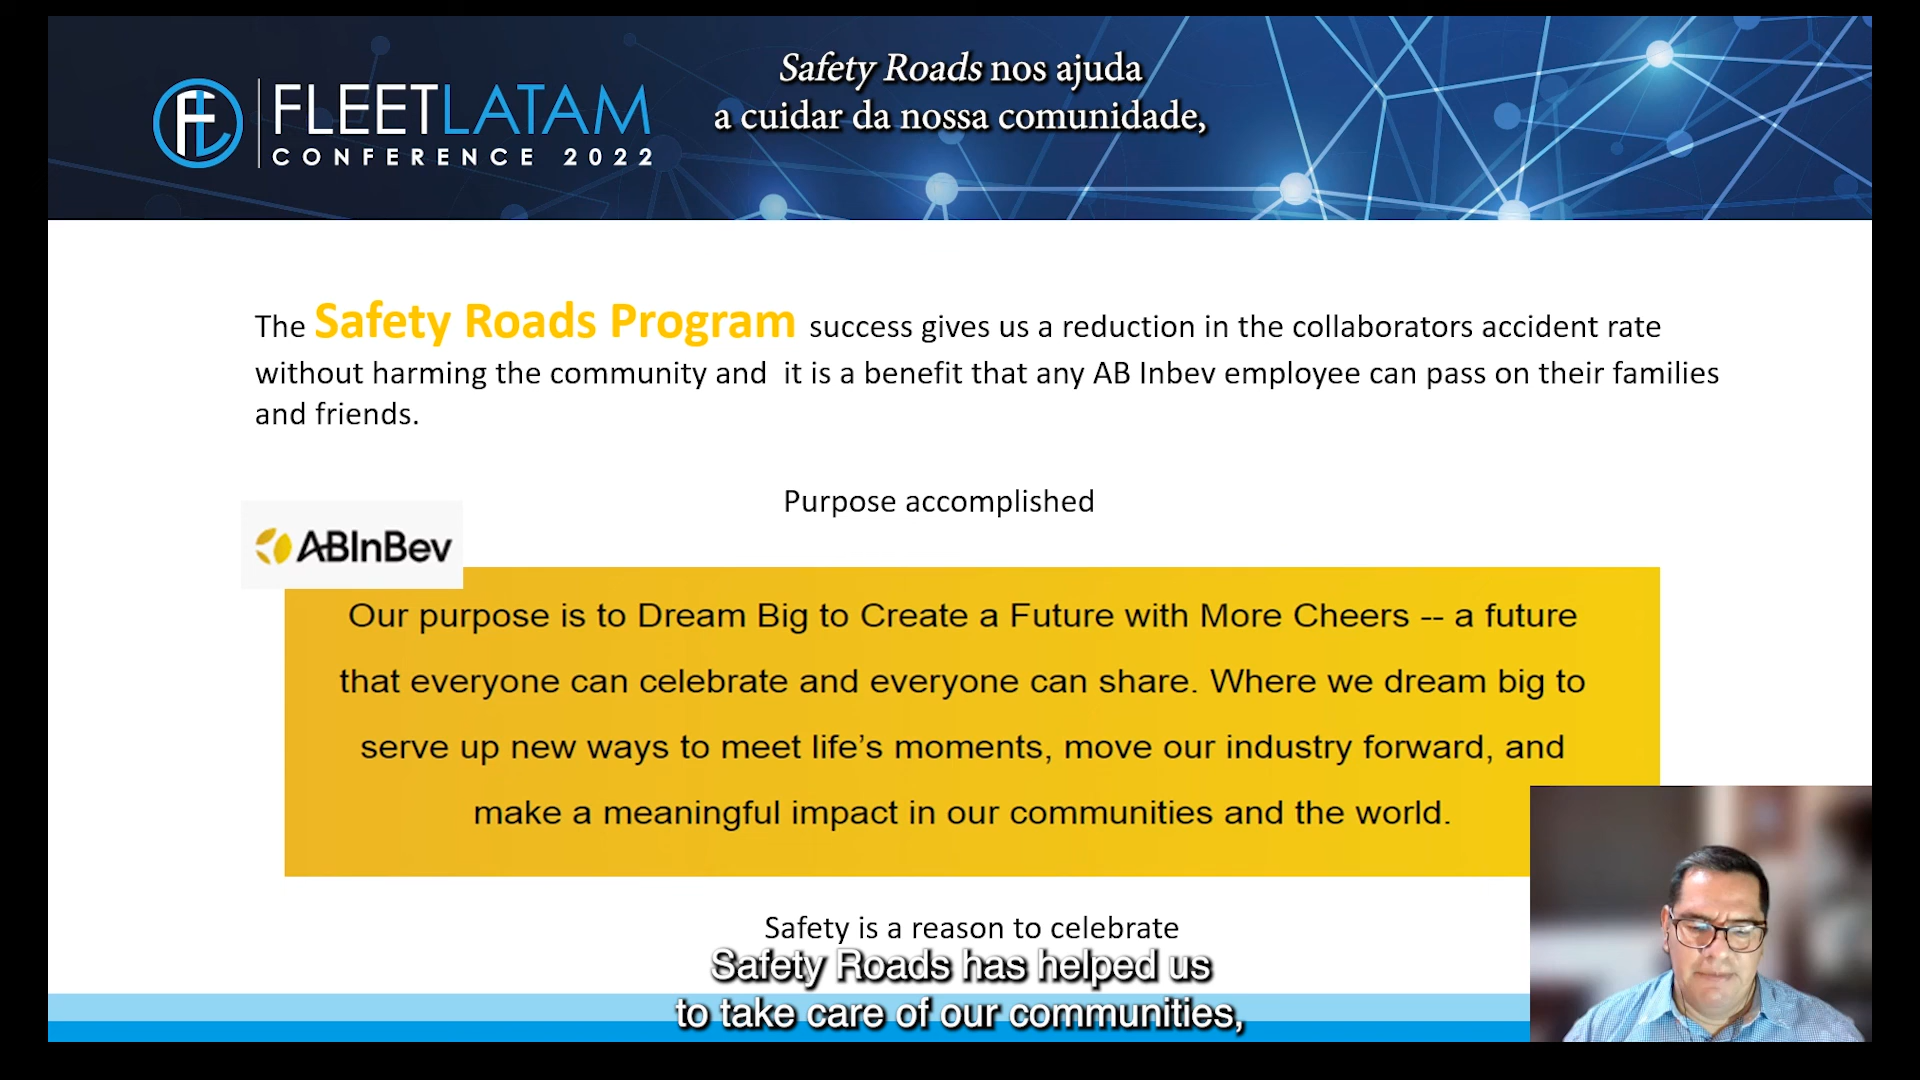 Safety Roads nos ajuda
a cuidar da nossa comunidade,
FLEETLATAM
CONFERENCE 2022
The Safety Roads Program success gives us a reduction in the collaborators accident rate
without harming the community and it is a benefit that any AB Inbev employee can pass on their families
and friends.
Purpose accomplished
ABInBev
Our purpose is to Dream Big to Create a Future with More Cheers -- a future
that everyone can celebrate and everyone can share. Where we dream big to
serve up new ways to meet life’s moments, move our industry forward, and
make a meaningful impact in our communities and the world.
Safety is a reason to celebrate
Safety Roads has helped us
to take care of our communities,